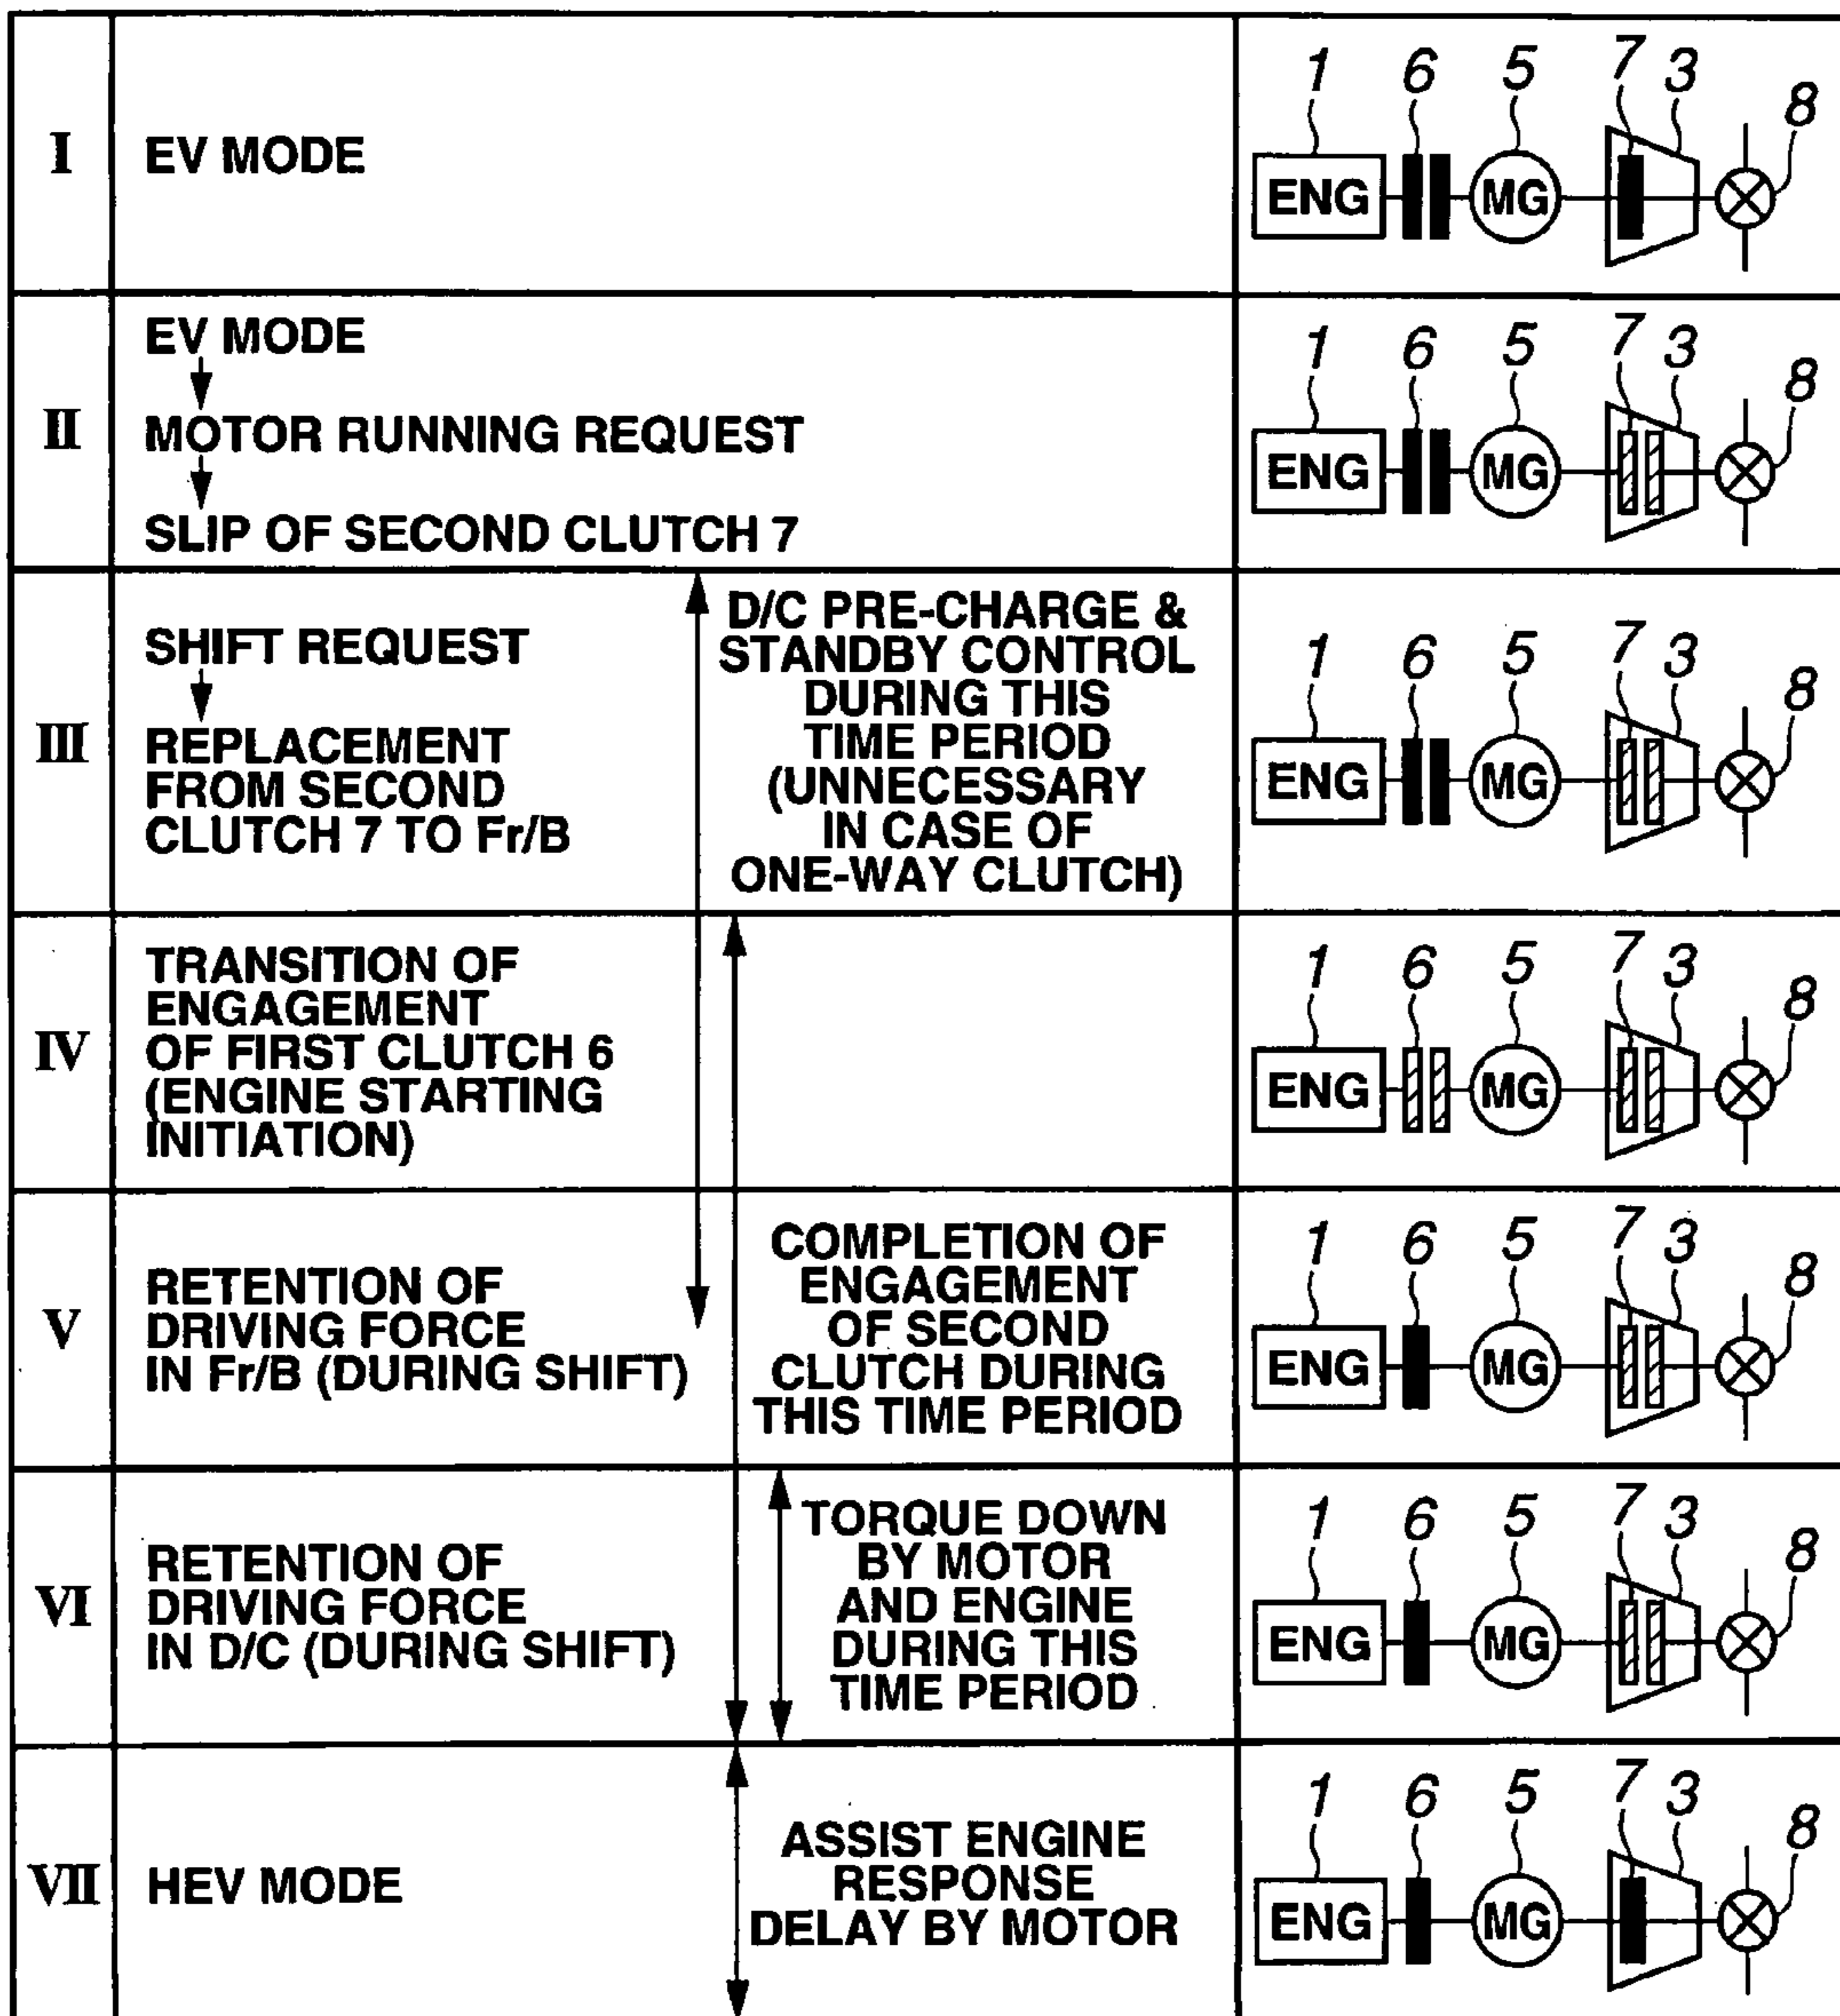 I
EV MODE
1 6 5 7 3 8
ENG MG
II
EV MODE
MOTOR RUNNING REQUEST
SLIP OF SECOND CLUTCH 7
1 6 5 7 3 8
ENG MG
III
SHIFT REQUEST
REPLACEMENT
FROM SECOND
CLUTCH 7 TO Fr/B
D/C PRE-CHARGE &
STANDBY CONTROL
DURING THIS
TIME PERIOD
(UNNECESSARY
IN CASE OF
ONE-WAY CLUTCH)
1 6 5 7 3 8
ENG MG
IV
TRANSITION OF
ENGAGEMENT
OF FIRST CLUTCH 6
(ENGINE STARTING
INITIATION)
1 6 5 7 3 8
ENG MG
V
RETENTION OF
DRIVING FORCE
IN Fr/B (DURING SHIFT)
COMPLETION OF
ENGAGEMENT
OF SECOND
CLUTCH DURING
THIS TIME PERIOD
1 6 5 7 3 8
ENG MG
VI
RETENTION OF
DRIVING FORCE
IN D/C (DURING SHIFT)
TORQUE DOWN
BY MOTOR
AND ENGINE
DURING THIS
TIME PERIOD
1 6 5 7 3 8
ENG MG
VII
HEV MODE
ASSIST ENGINE
RESPONSE
DELAY BY MOTOR
1 6 5 7 3 8
ENG MG